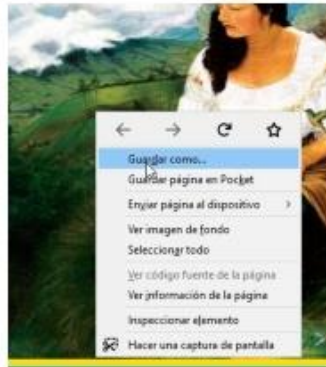 Guardar como...
Guardar página en Pocket
Enviar página al dispositivo
Ver imagen de fondo
Seleccionar todo
Ver código fuente de la página
Ver información de la página
Inspeccionar elemento
Hacer una captura de pantalla